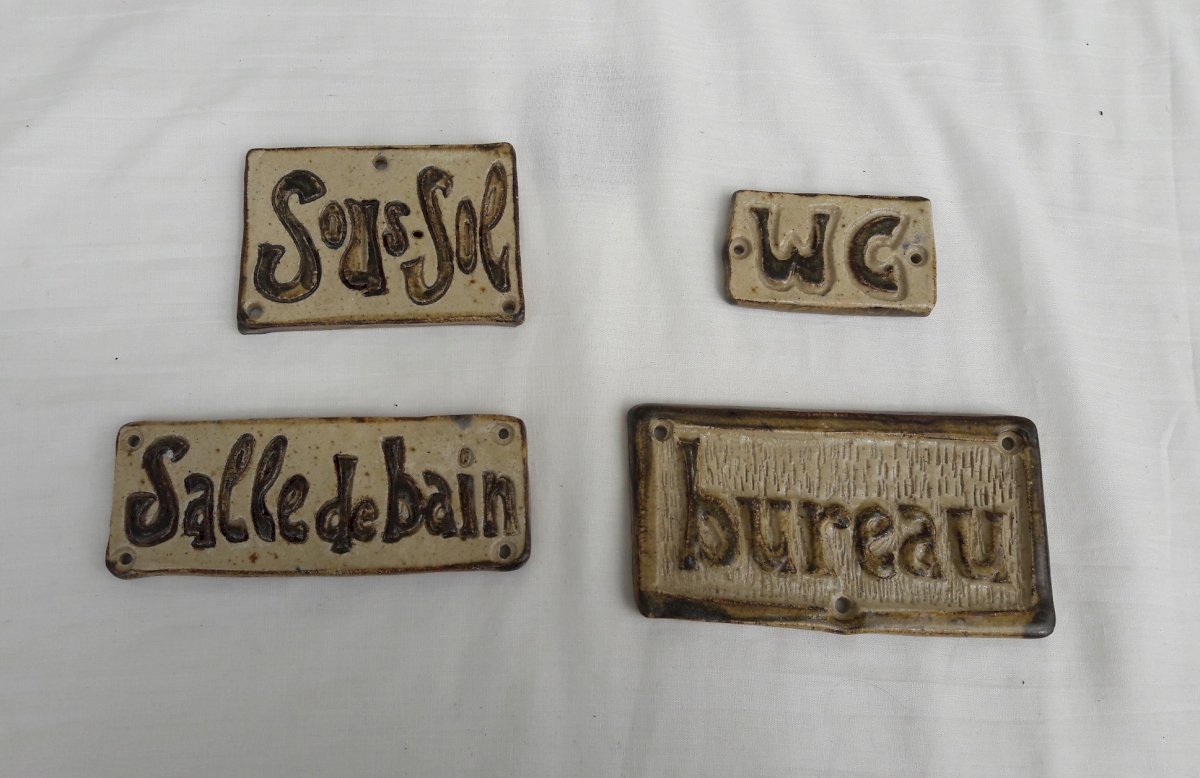 Sous-Sol
WC
Salle de bain
bureau